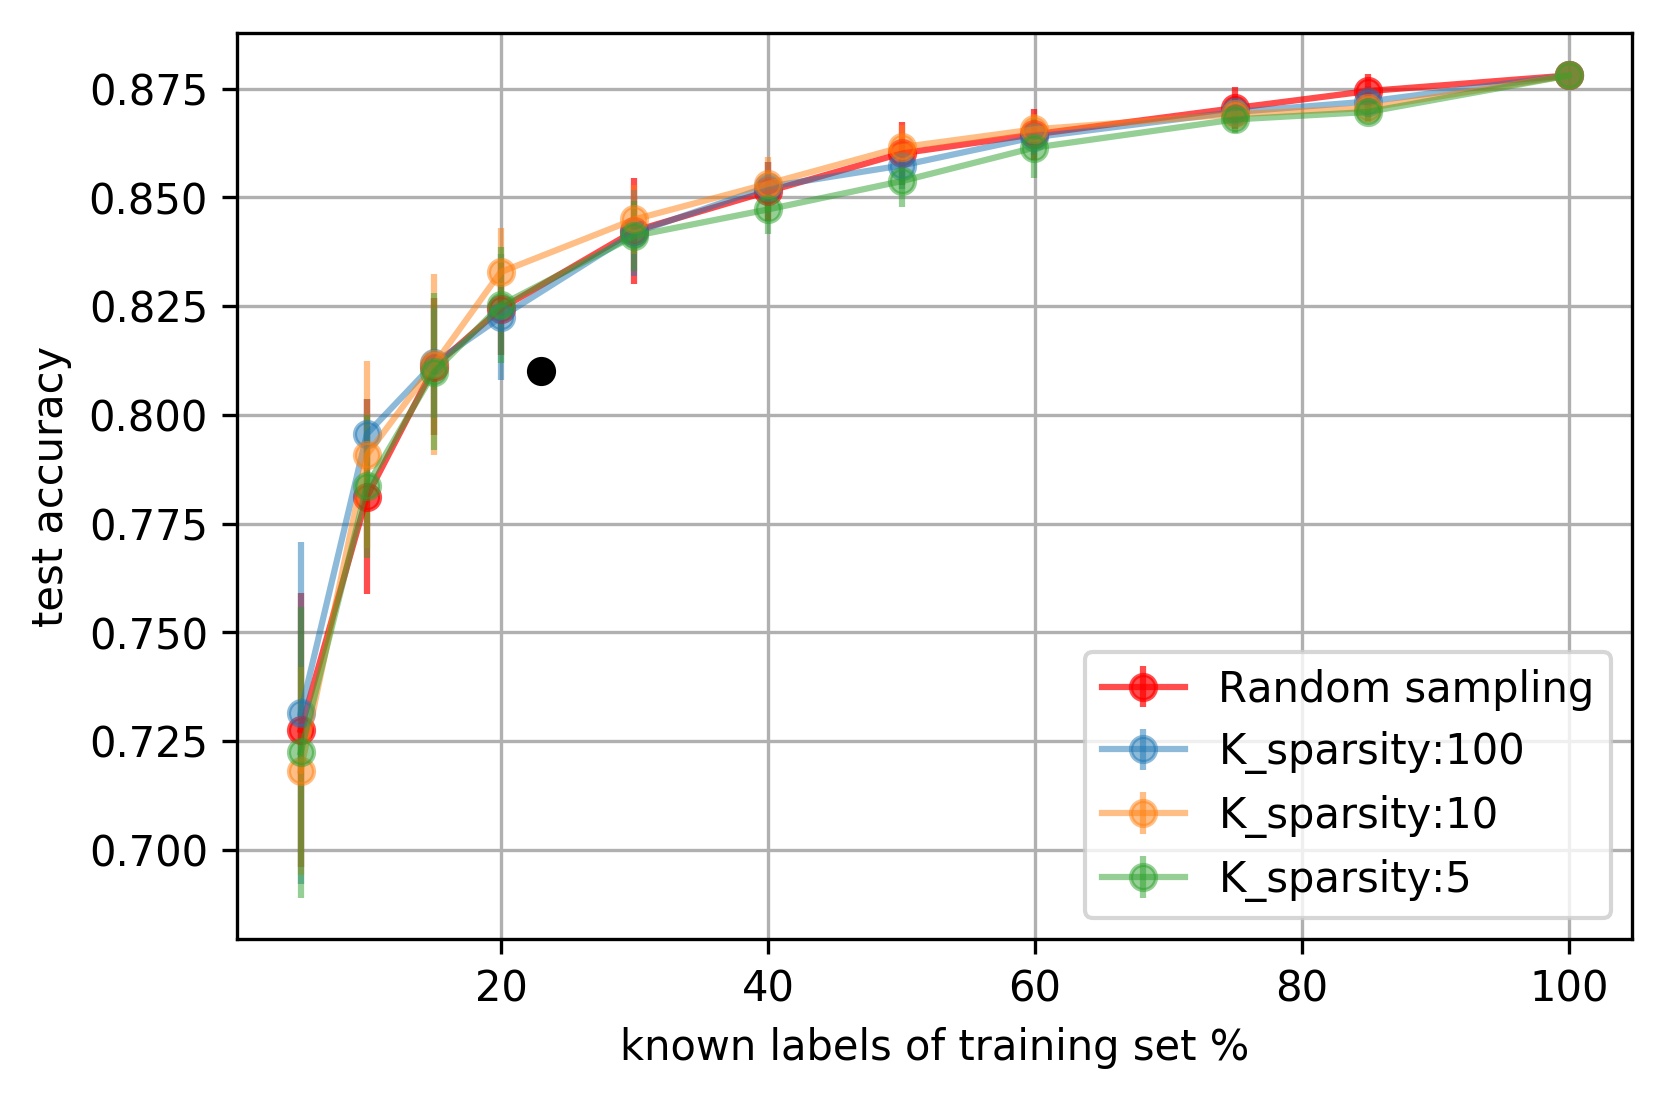 0.875
0.850
0.825
0.800
0.775
0.750
0.725
0.700
test accuracy
20 40 60 80 100
known labels of training set %
Random sampling
K_sparsity:100
K_sparsity:10
K_sparsity:5